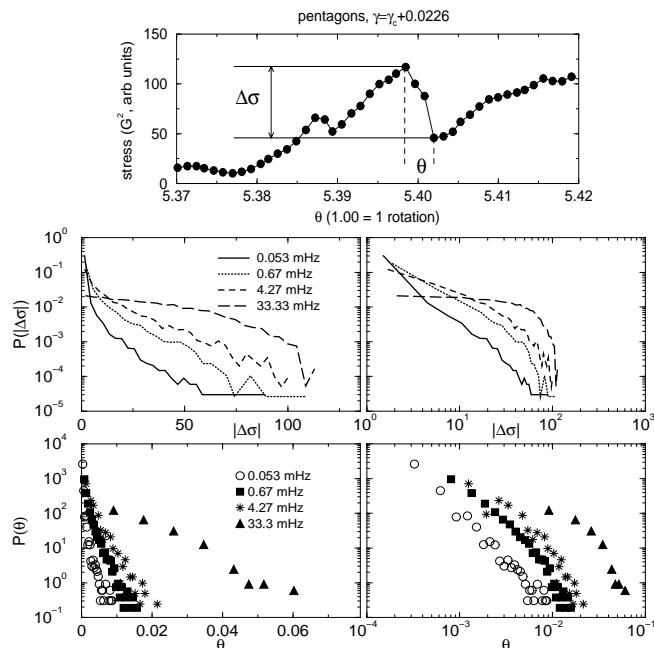 pentagons, γ=γc+0.0226
stress (G², arb units)
150
100
50
0
Δσ
θ
5.37 5.38 5.39 5.40 5.41 5.42
θ (1.00 = 1 rotation)
P(|Δσ|)
10⁰
10⁻¹
10⁻²
10⁻³
10⁻⁴
10⁻⁵
0.053 mHz
0.67 mHz
4.27 mHz
33.33 mHz
0 50 100 10⁰ 10¹ 10² 10³
|Δσ| |Δσ|
P(θ)
10⁴
10³
10²
10¹
10⁰
10⁻¹
0.053 mHz
0.67 mHz
4.27 mHz
33.3 mHz
0 0.02 0.04 0.06 10⁻⁴ 10⁻³ 10⁻² 10⁻¹
θ θ